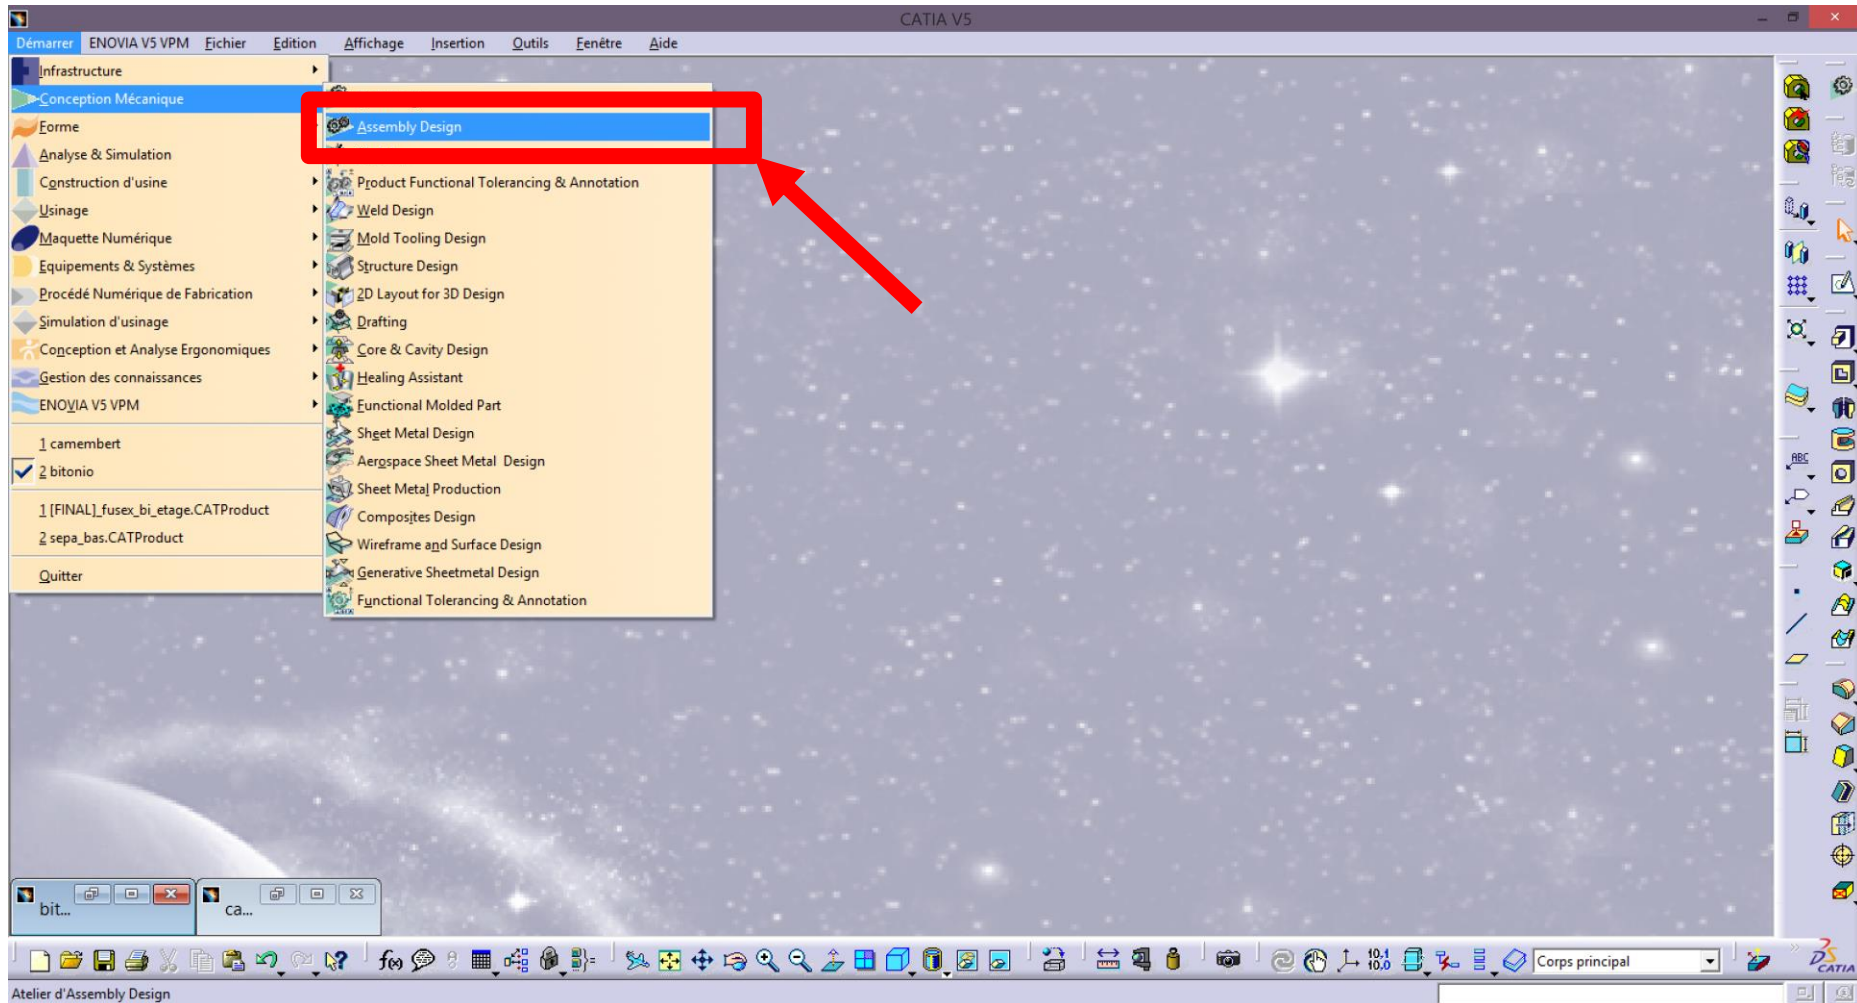 CATIA V5
Démarrer ENOVIA V5 VPM Fichier Edition Affichage Insertion Outils Fenêtre Aide
Infrastructure
Conception Mécanique
Forme
Analyse & Simulation
Construction d'usine
Usinage
Maquette Numérique
Equipements & Systèmes
Procédé Numérique de Fabrication
Simulation d'usinage
Conception et Analyse Ergonomiques
Gestion des connaissances
ENOVIA V5 VPM
1 camembert
2 bitonio
1 [FINAL]_fusex_bi_etage.CATProduct
2 sepa_bas.CATProduct
Quitter
Assembly Design
Product Functional Tolerancing & Annotation
Weld Design
Mold Tooling Design
Structure Design
2D Layout for 3D Design
Drafting
Core & Cavity Design
Healing Assistant
Functional Molded Part
Sheet Metal Design
Aerospace Sheet Metal Design
Sheet Metal Production
Composites Design
Wireframe and Surface Design
Generative Sheetmetal Design
Functional Tolerancing & Annotation
ABC
bit...
ca...
f(x)
10.1
10.0
Corps principal
CATIA
Atelier d'Assembly Design